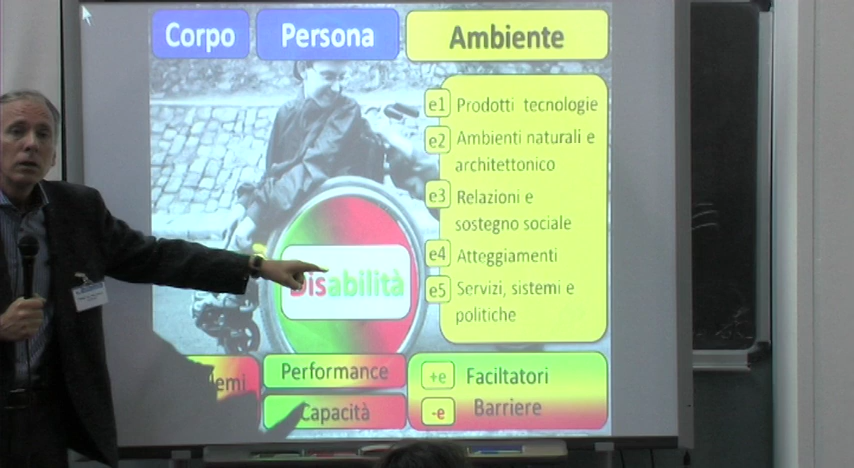 Corpo Persona Ambiente
e1 Prodotti tecnologie
e2 Ambienti naturali e
architettonico
e3 Relazioni e
sostegno sociale
e4 Atteggiamenti
Disabilità
e5 Servizi, sistemi e
politiche
emi Performance +e Faciltatori
Capacità -e Barriere